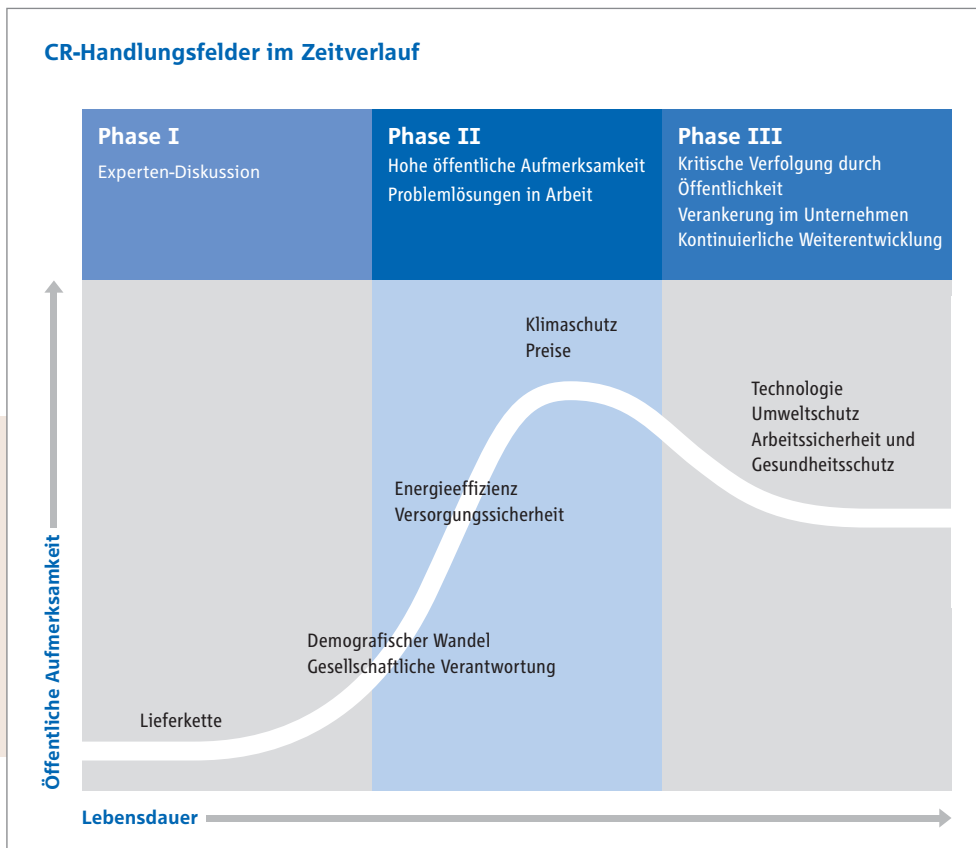 CR-Handlungsfelder im Zeitverlauf
Phase I
Experten-Diskussion
Phase II
Hohe öffentliche Aufmerksamkeit
Problemlösungen in Arbeit
Phase III
Kritische Verfolgung durch
Öffentlichkeit
Verankerung im Unternehmen
Kontinuierliche Weiterentwicklung
Klimaschutz
Preise
Technologie
Umweltschutz
Arbeitssicherheit und
Gesundheitsschutz
Energieeffizienz
Versorgungssicherheit
Demografischer Wandel
Gesellschaftliche Verantwortung
Lieferkette
Öffentliche Aufmerksamkeit
Lebensdauer